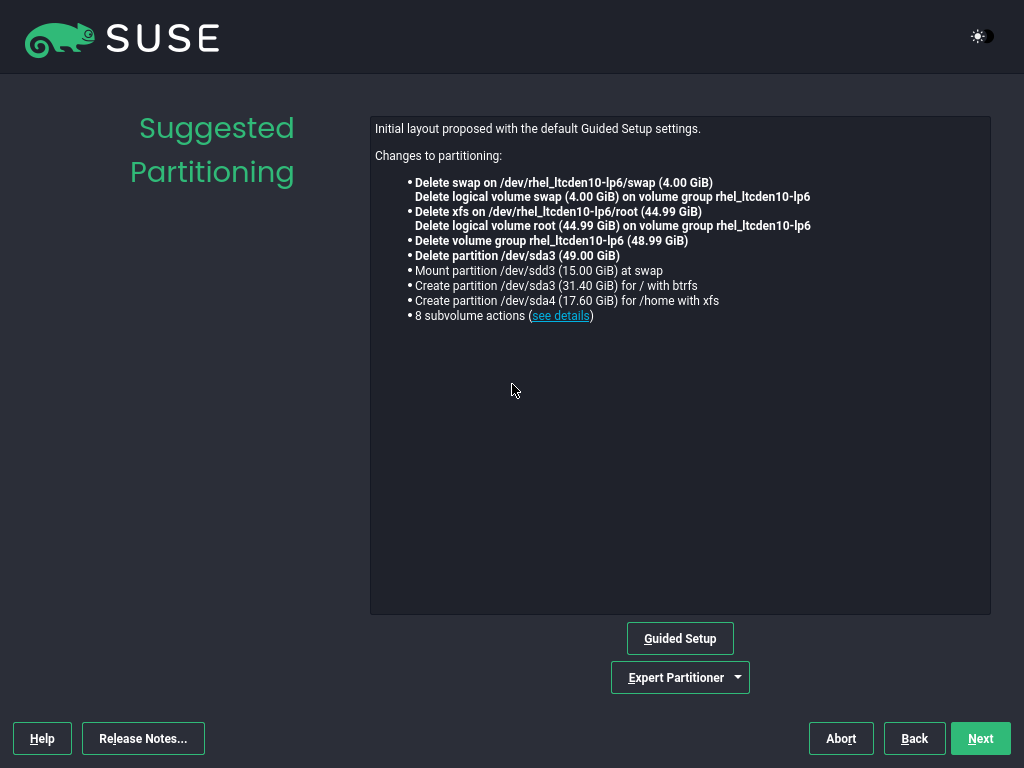 SUSE
Suggested
Partitioning
Initial layout proposed with the default Guided Setup settings.
Changes to partitioning:
• Delete swap on /dev/rhel_ltcden10-lp6/swap (4.00 GiB)
Delete logical volume swap (4.00 GiB) on volume group rhel_ltcden10-lp6
• Delete xfs on /dev/rhel_ltcden10-lp6/root (44.99 GiB)
Delete logical volume root (44.99 GiB) on volume group rhel_ltcden10-lp6
• Delete volume group rhel_ltcden10-lp6 (48.99 GiB)
• Delete partition /dev/sda3 (49.00 GiB)
• Mount partition /dev/sdd3 (15.00 GiB) at swap
• Create partition /dev/sda3 (31.40 GiB) for / with btrfs
• Create partition /dev/sda4 (17.60 GiB) for /home with xfs
• 8 subvolume actions (see details)
Guided Setup
Expert Partitioner
Help
Release Notes...
Abort
Back
Next